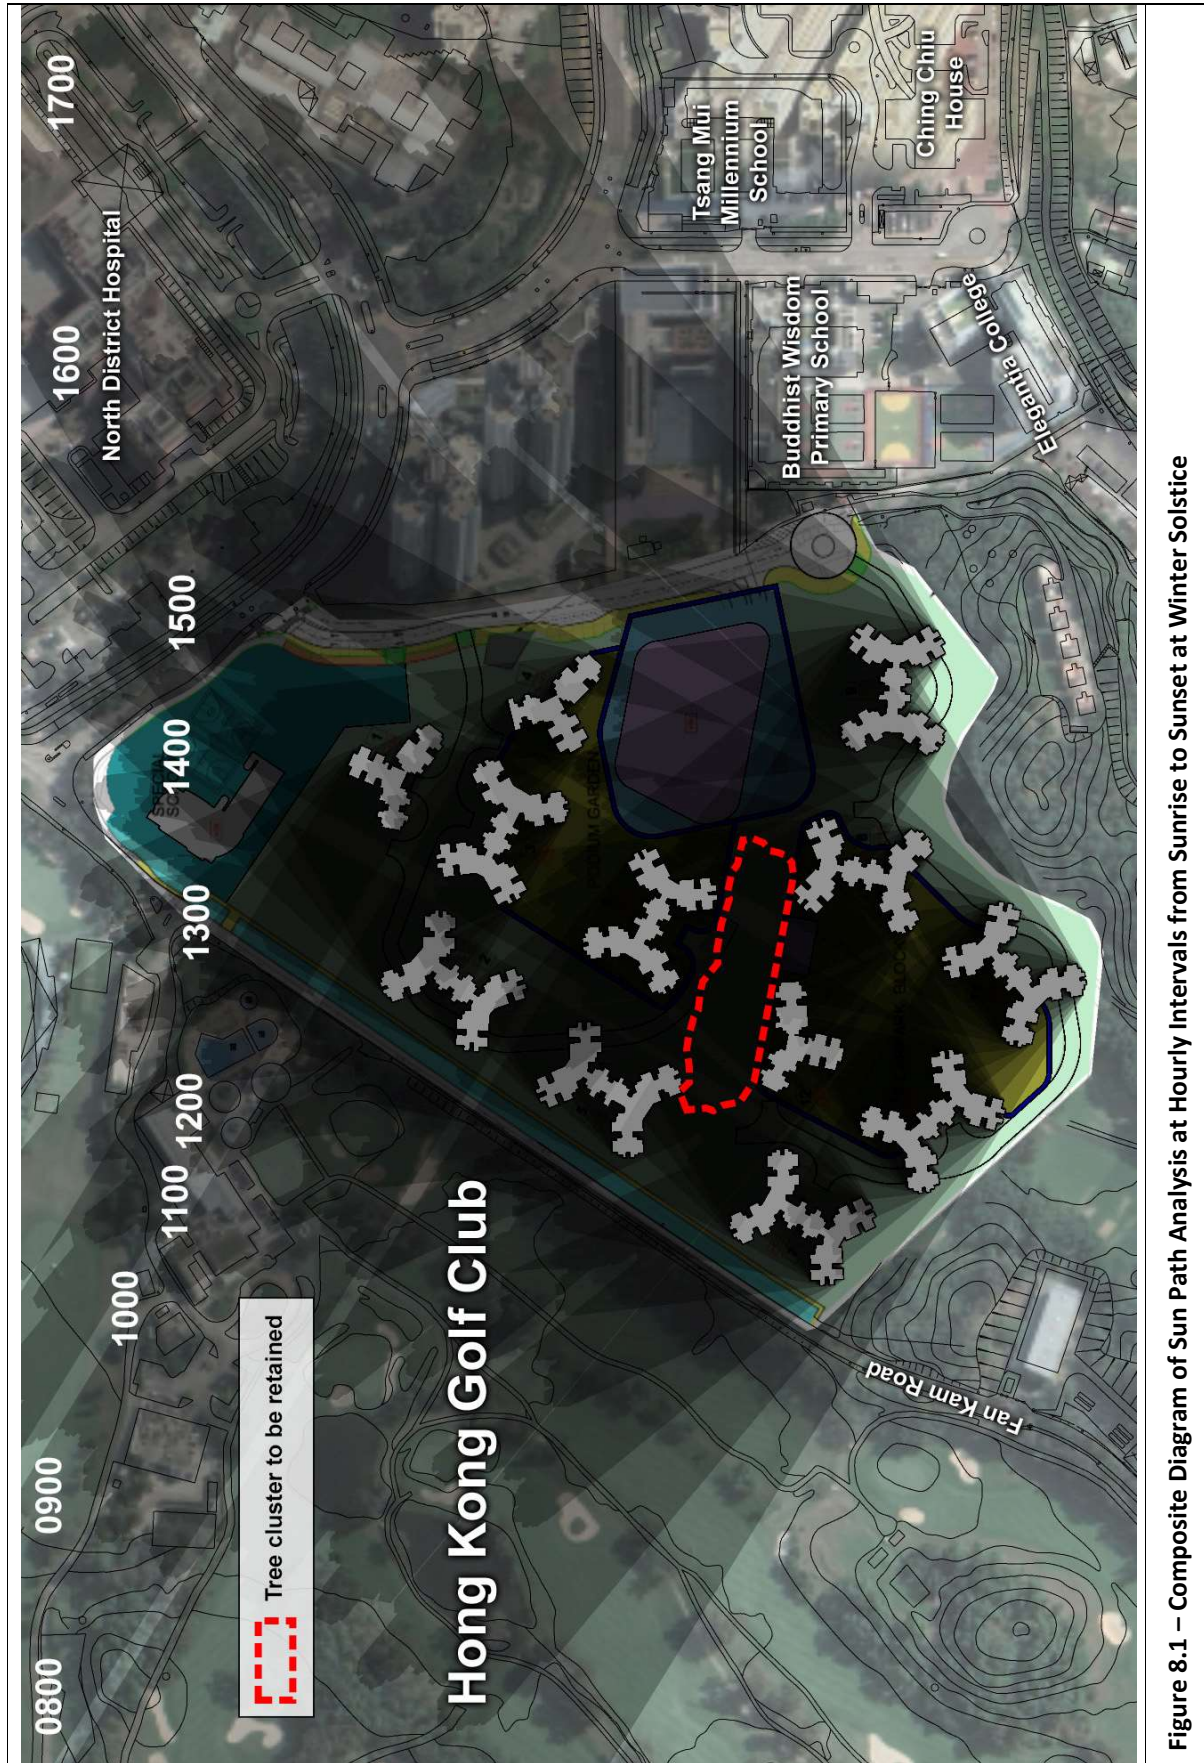 0800
0900
1000
1100
1200
1300
1400
1500
1600
1700
North District Hospital
Tree cluster to be retained
Hong Kong Golf Club
Fan Kam Road
Tsang Mui
Millennium
School
Ching Chiu
House
Buddhist Wisdom
Primary School
Elegantia College
Figure 8.1 – Composite Diagram of Sun Path Analysis at Hourly Intervals from Sunrise to Sunset at Winter Solstice